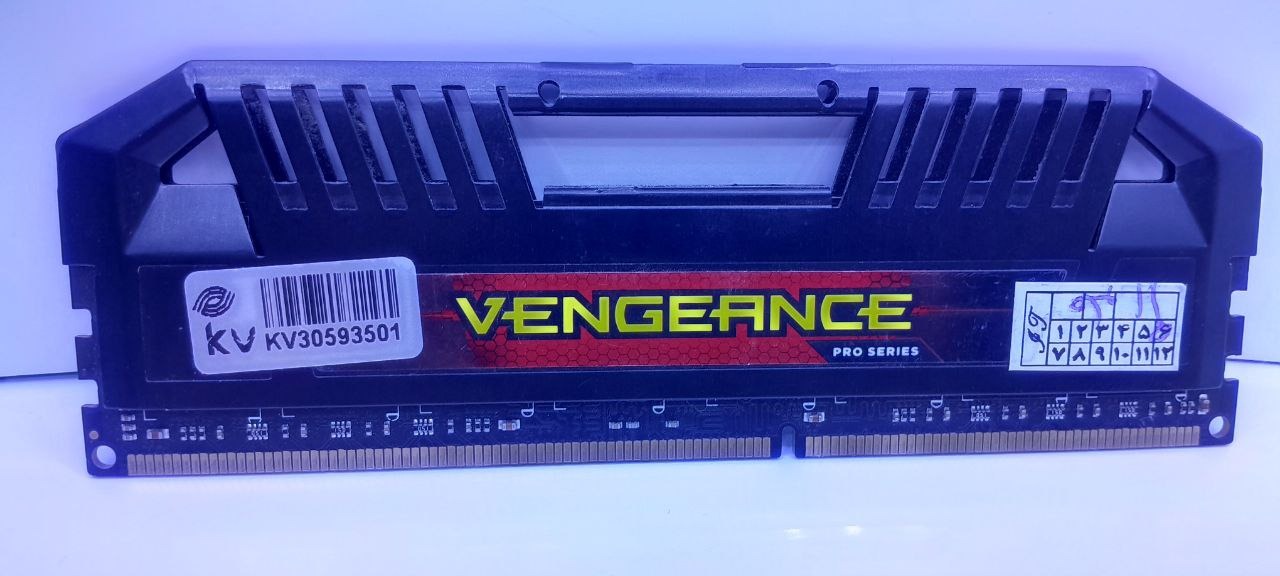 KV KV30593501
VENGEANCE
PRO SERIES
۱ ۲ ۳ ۴ ۵ ۶
۷ ۸ ۹ ۱۰ ۱۱ ۱۲